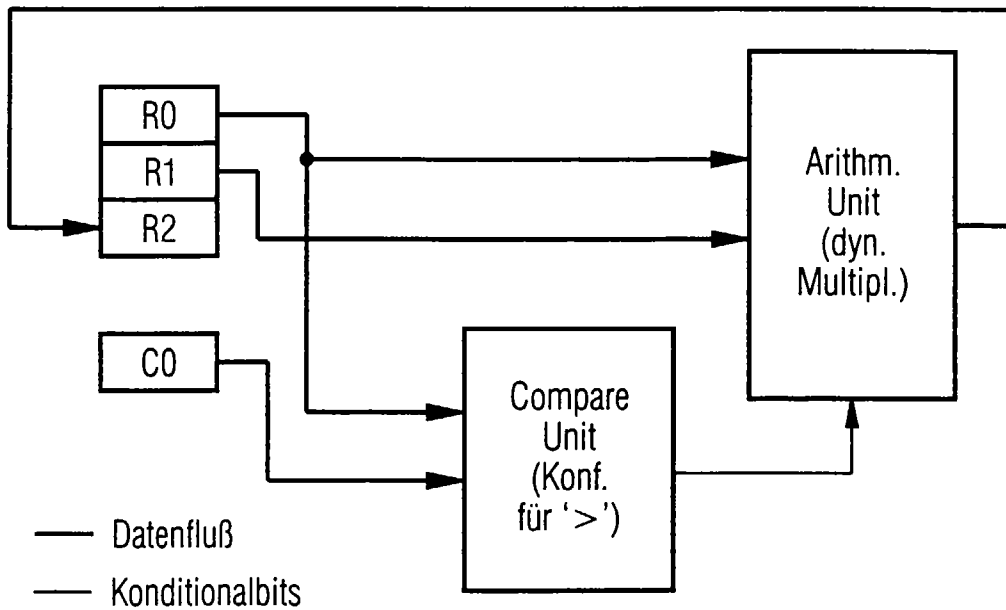 R0
R1
R2
C0
Arithm.
Unit
(dyn.
Multipl.)
Compare
Unit
(Konf.
für '>')
Datenfluß
Konditionalbits